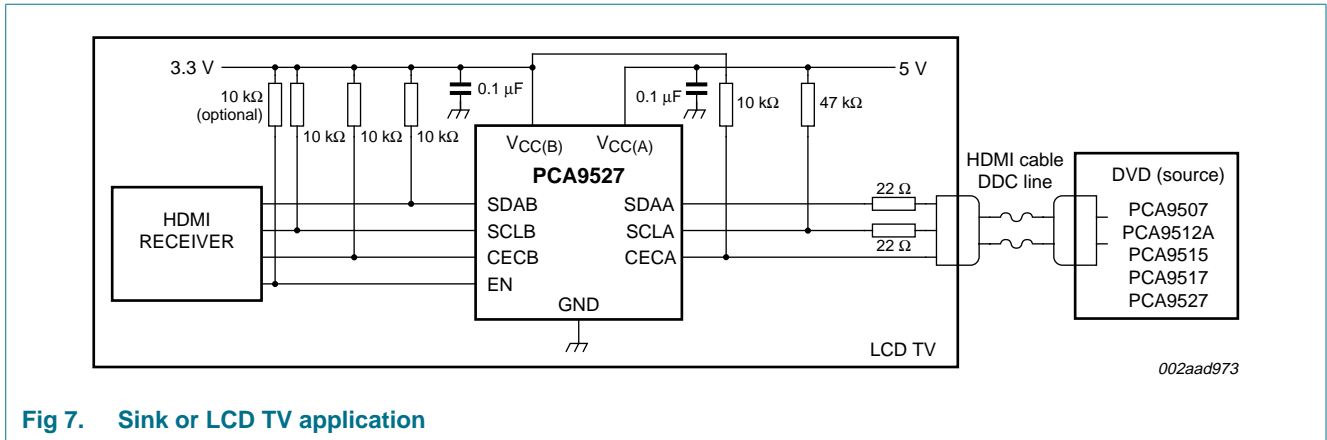 3.3 V
5 V
10 kΩ
(optional)
10 kΩ
10 kΩ
10 kΩ
0.1 μF
0.1 μF
10 kΩ
47 kΩ
VCC(B)
VCC(A)
PCA9527
HDMI
RECEIVER
SDAB
SCLB
CECB
EN
SDAA
SCLA
CECA
GND
22 Ω
22 Ω
HDMI cable
DDC line
DVD (source)
PCA9507
PCA9512A
PCA9515
PCA9517
PCA9527
LCD TV
002aad973
Fig 7. Sink or LCD TV application